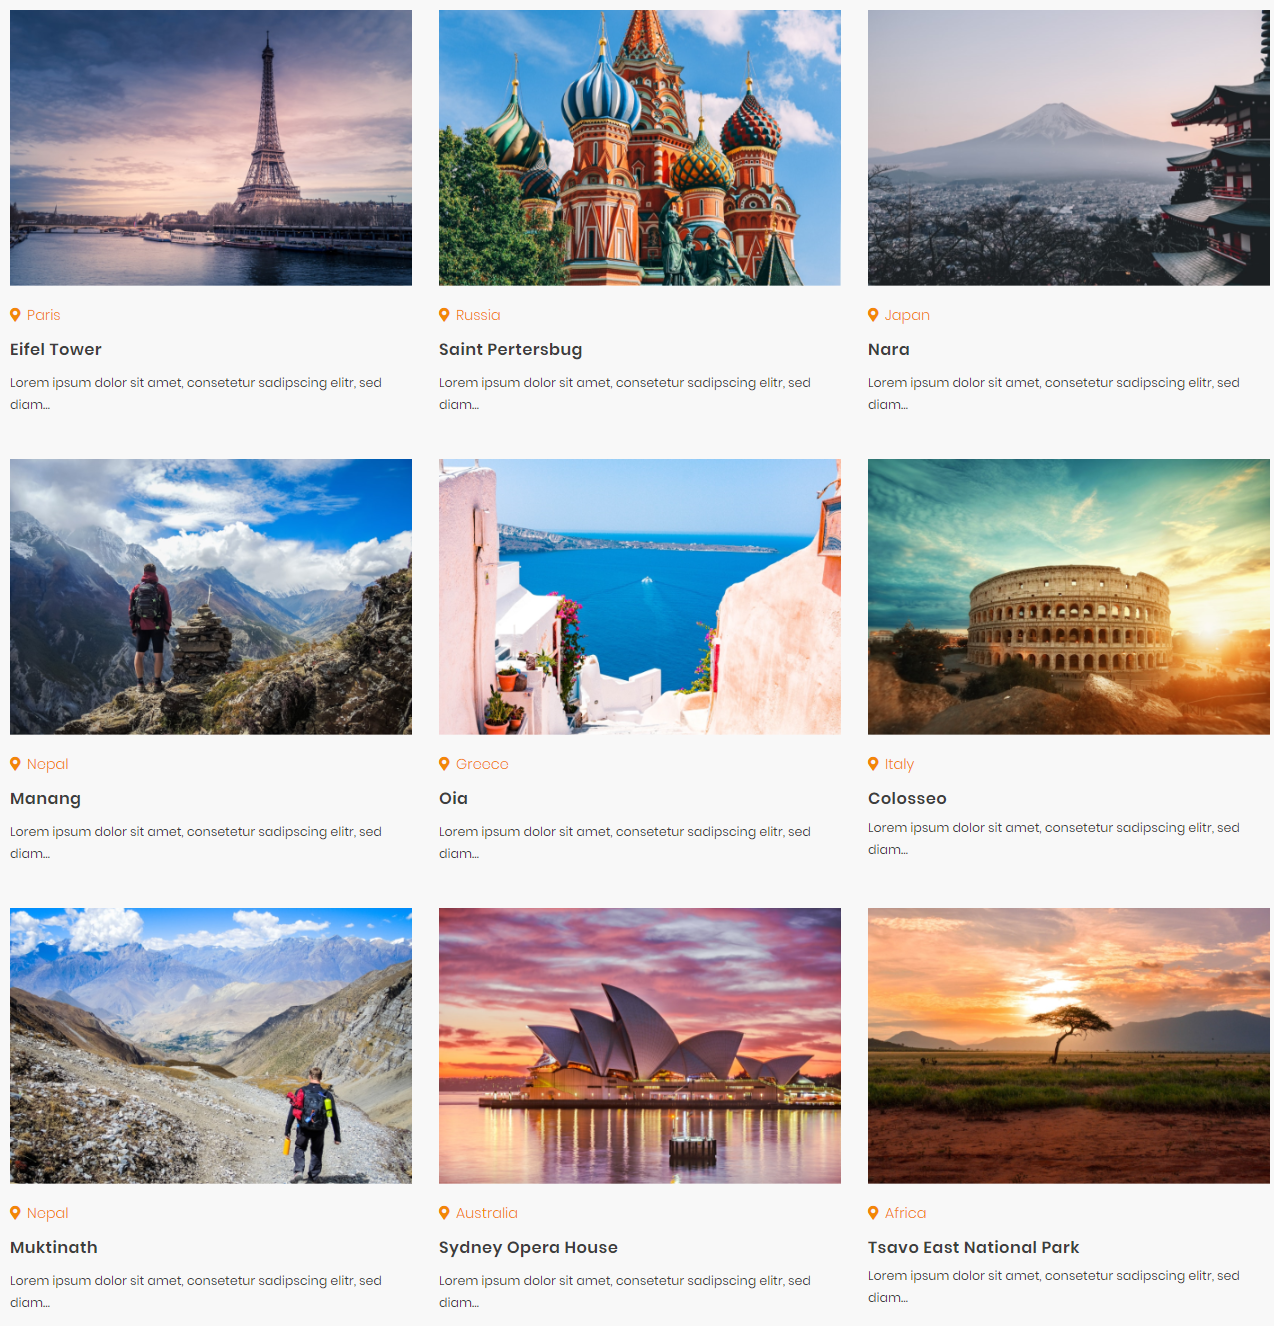 Paris
Eifel Tower
Lorem ipsum dolor sit amet, consetetur sadipscing elitr, sed
diam...
Russia
Saint Pertersbug
Lorem ipsum dolor sit amet, consetetur sadipscing elitr, sed
diam...
Japan
Nara
Lorem ipsum dolor sit amet, consetetur sadipscing elitr, sed
diam...
Nepal
Manang
Lorem ipsum dolor sit amet, consetetur sadipscing elitr, sed
diam...
Greece
Oia
Lorem ipsum dolor sit amet, consetetur sadipscing elitr, sed
diam...
Italy
Colosseo
Lorem ipsum dolor sit amet, consetetur sadipscing elitr, sed
diam...
Nepal
Muktinath
Lorem ipsum dolor sit amet, consetetur sadipscing elitr, sed
diam...
Australia
Sydney Opera House
Lorem ipsum dolor sit amet, consetetur sadipscing elitr, sed
diam...
Africa
Tsavo East National Park
Lorem ipsum dolor sit amet, consetetur sadipscing elitr, sed
diam...